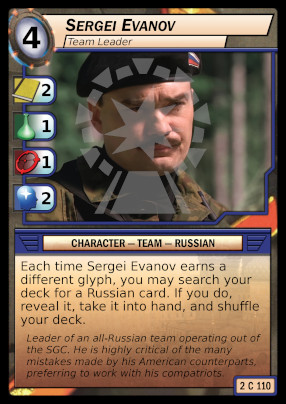 4
SERGEI EVANOV
Team Leader
2
1
1
2
CHARACTER — TEAM — RUSSIAN
Each time Sergei Evanov earns a
different glyph, you may search your
deck for a Russian card. If you do,
reveal it, take it into hand, and shuffle
your deck.
Leader of an all-Russian team operating out of
the SGC. He is highly critical of the many
mistakes made by his American counterparts,
preferring to work with his compatriots.
2 C 110